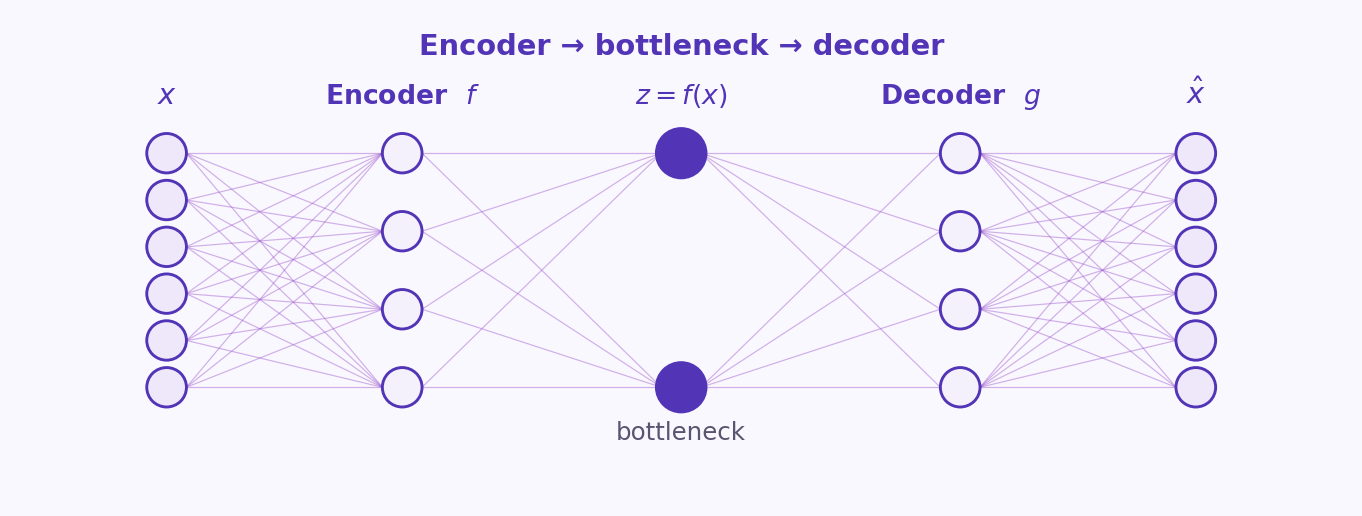 Encoder → bottleneck → decoder
x Encoder f z = f(x) Decoder g x̂
bottleneck